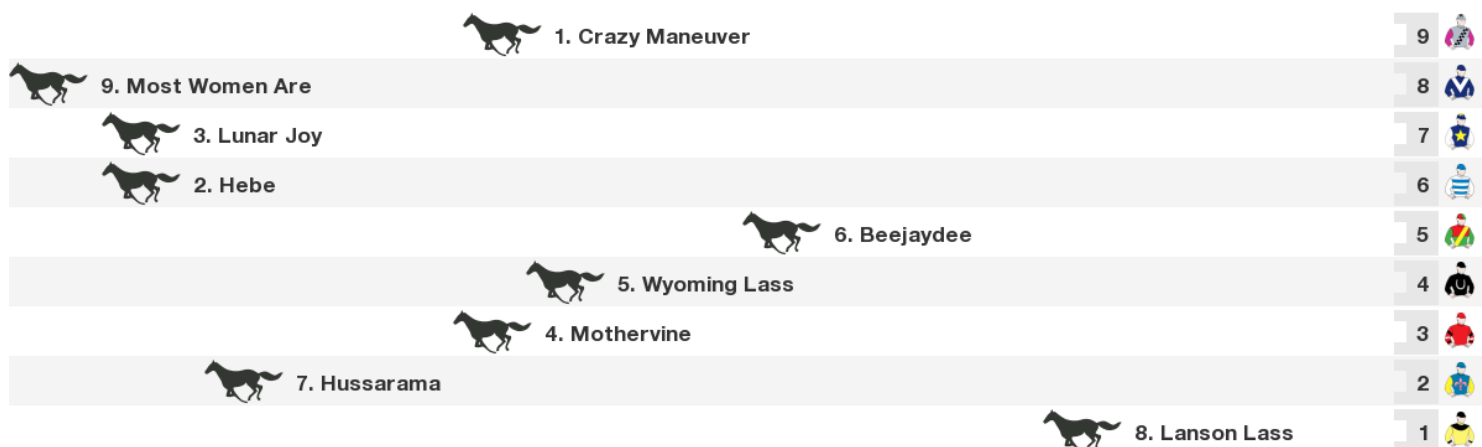 1. Crazy Maneuver 9
9. Most Women Are 8
3. Lunar Joy 7
2. Hebe 6
6. Beejaydee 5
5. Wyoming Lass 4
4. Mothervine 3
7. Hussarama 2
8. Lanson Lass 1